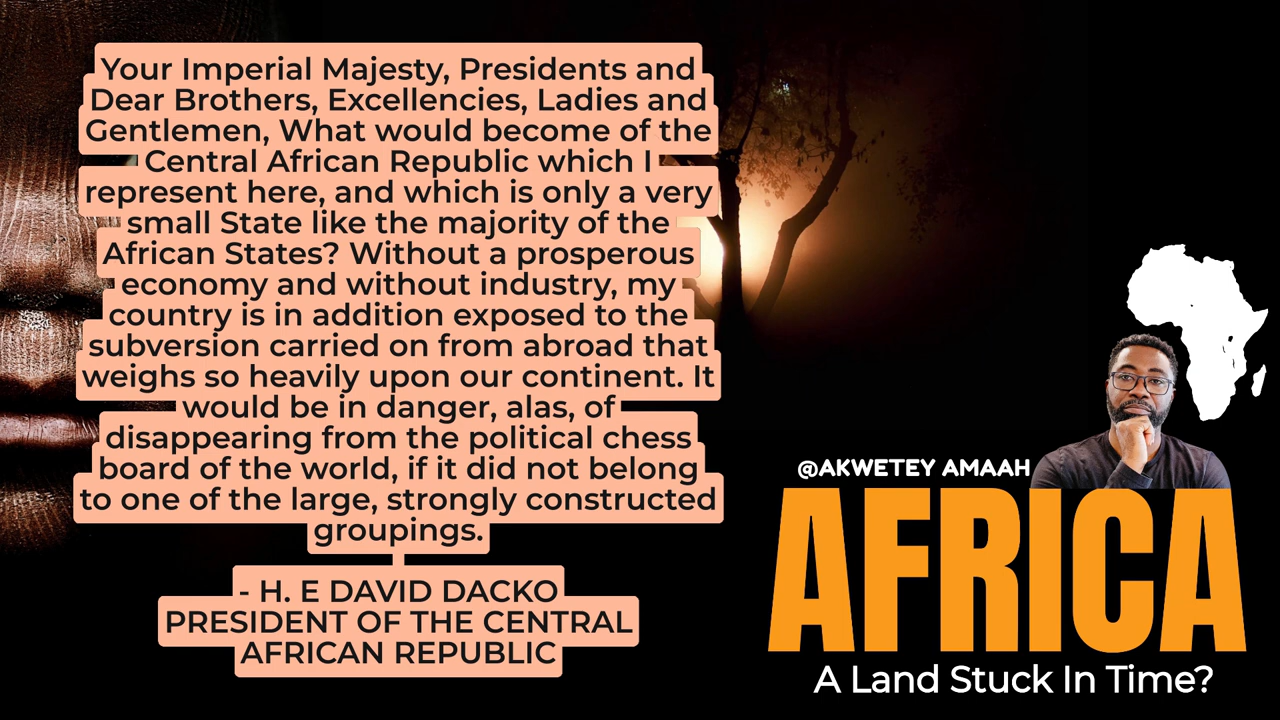 Your Imperial Majesty, Presidents and
Dear Brothers, Excellencies, Ladies and
Gentlemen, What would become of the
Central African Republic which I
represent here, and which is only a very
small State like the majority of the
African States? Without a prosperous
economy and without industry, my
country is in addition exposed to the
subversion carried on from abroad that
weighs so heavily upon our continent. It
would be in danger, alas, of
disappearing from the political chess
board of the world, if it did not belong
to one of the large, strongly constructed
groupings.
- H. E DAVID DACKO
PRESIDENT OF THE CENTRAL
AFRICAN REPUBLIC
@AKWETEY AMAAH
AFRICA
A Land Stuck In Time?